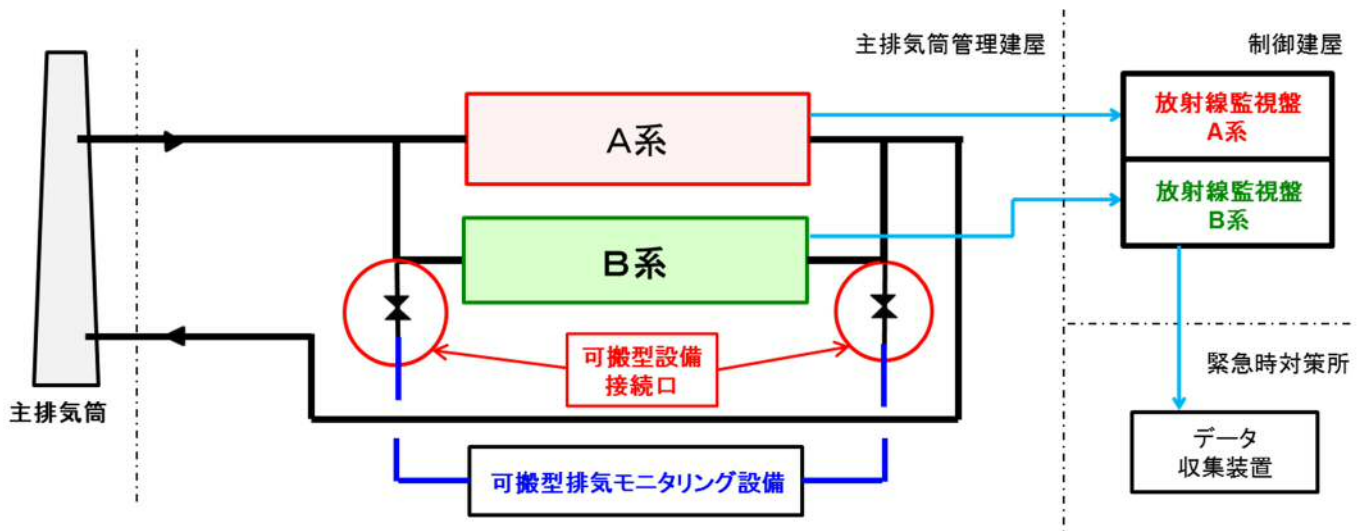 主排気筒管理建屋
制御建屋
放射線監視盤
A系
放射線監視盤
B系
A系
B系
可搬型設備
接続口
緊急時対策所
主排気筒
データ
収集装置
可搬型排気モニタリング設備